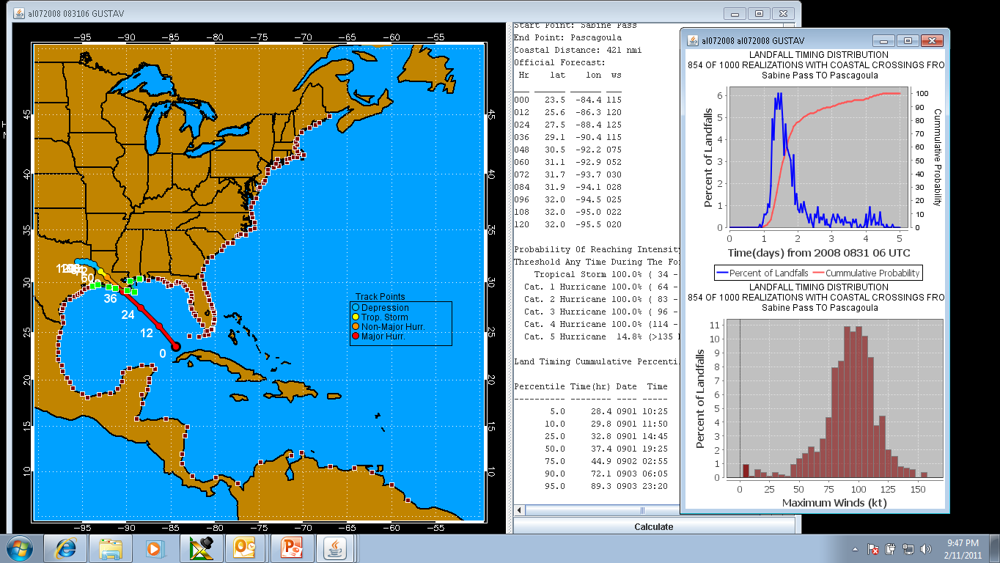 al072008 083106 GUSTAV
−95 −90 −85 −80 −75 −70 −65 −60 −55
45 45
40 40
35 35
30 30
25 25
20 20
15 15
10 10
−95 −90 −85 −80 −75 −70 −65 −60 −55
60
36
24
12
0
Track Points
Depression
Trop. Storm
Non-Major Hurr.
Major Hurr.
Start Point: Sabine Pass
End Point: Pascagoula
Coastal Distance: 421 nmi
Official Forecast:
Hr lat lon ws
000 23.5 -84.4 115
012 25.6 -86.3 120
024 27.5 -88.4 125
036 29.1 -90.4 115
048 30.5 -92.2 075
060 31.1 -92.9 052
072 31.7 -93.7 030
084 31.9 -94.1 028
096 32.0 -94.5 025
108 32.0 -95.0 022
120 32.0 -95.5 020
Probability Of Reaching Intensity
Threshold Any Time During The Fo
Tropical Storm 100.0% ( 34 -
Cat. 1 Hurricane 100.0% ( 64 -
Cat. 2 Hurricane 100.0% ( 83 -
Cat. 3 Hurricane 100.0% ( 96 -
Cat. 4 Hurricane 100.0% (114 -
Cat. 5 Hurricane 14.8% (>135
Land Timing Cummulative Percenti
Percentile Time(hr) Date Time
---------- -------- ---- -----
5.0 28.4 0901 10:25
10.0 29.8 0901 11:50
25.0 32.8 0901 14:45
50.0 37.4 0901 19:25
75.0 44.9 0902 02:55
90.0 72.1 0903 06:05
95.0 89.3 0903 23:20
Calculate
al072008 al072008 GUSTAV
LANDFALL TIMING DISTRIBUTION
854 OF 1000 REALIZATIONS WITH COASTAL CROSSINGS FRO
Sabine Pass TO Pascagoula
Percent of Landfalls
6
5
4
3
2
1
0
100
90
80
70
60
50
40
30
20
10
0
Cummulative Probability
0 1 2 3 4 5
Time(days) from 2008 0831 06 UTC
Percent of Landfalls Cummulative Probability
LANDFALL TIMING DISTRIBUTION
854 OF 1000 REALIZATIONS WITH COASTAL CROSSINGS FRO
Sabine Pass TO Pascagoula
Percent of Landfalls
11
10
9
8
7
6
5
4
3
2
1
0
0 25 50 75 100 125 150
Maximum Winds (kt)
9:47 PM
2/11/2011